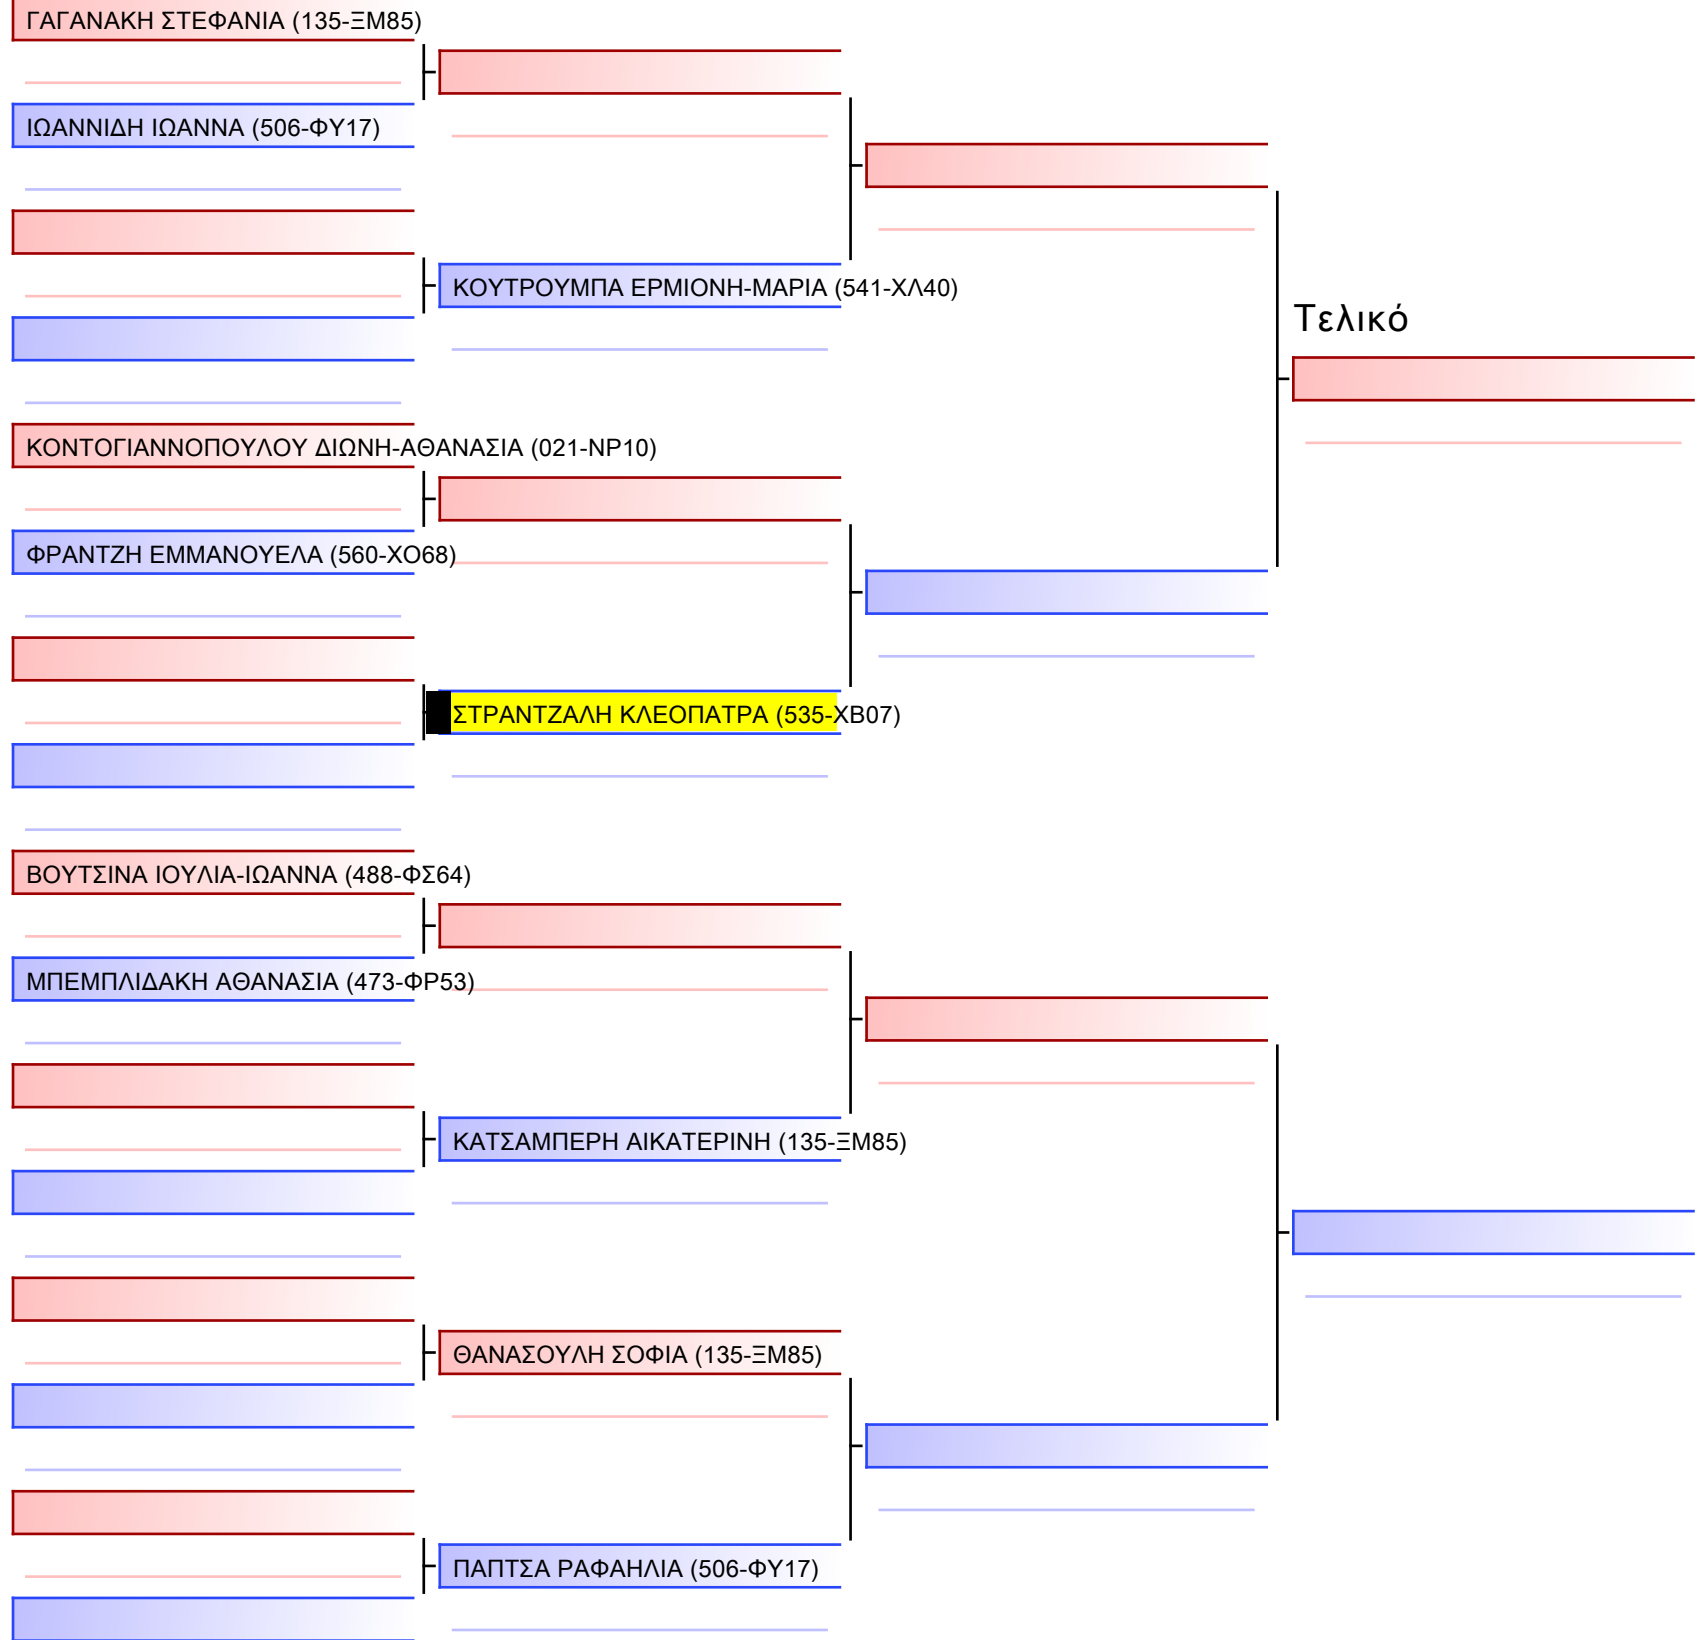 ΓΑΓΑΝΑΚΗ ΣΤΕΦΑΝΙΑ (135-ΞΜ85)
ΙΩΑΝΝΙΔΗ ΙΩΑΝΝΑ (506-ΦΥ17)
ΚΟΥΤΡΟΥΜΠΑ ΕΡΜΙΟΝΗ-ΜΑΡΙΑ (541-ΧΛ40)
Τελικό
ΚΟΝΤΟΓΙΑΝΝΟΠΟΥΛΟΥ ΔΙΩΝΗ-ΑΘΑΝΑΣΙΑ (021-ΝΡ10)
ΦΡΑΝΤΖΗ ΕΜΜΑΝΟΥΕΛΑ (560-ΧΟ68)
ΣΤΡΑΝΤΖΑΛΗ ΚΛΕΟΠΑΤΡΑ (535-ΧΒ07)
ΒΟΥΤΣΙΝΑ ΙΟΥΛΙΑ-ΙΩΑΝΝΑ (488-ΦΣ64)
ΜΠΕΜΠΛΙΔΑΚΗ ΑΘΑΝΑΣΙΑ (473-ΦΡ53)
ΚΑΤΣΑΜΠΕΡΗ ΑΙΚΑΤΕΡΙΝΗ (135-ΞΜ85)
ΘΑΝΑΣΟΥΛΗ ΣΟΦΙΑ (135-ΞΜ85)
ΠΑΠΤΣΑ ΡΑΦΑΗΛΙΑ (506-ΦΥ17)